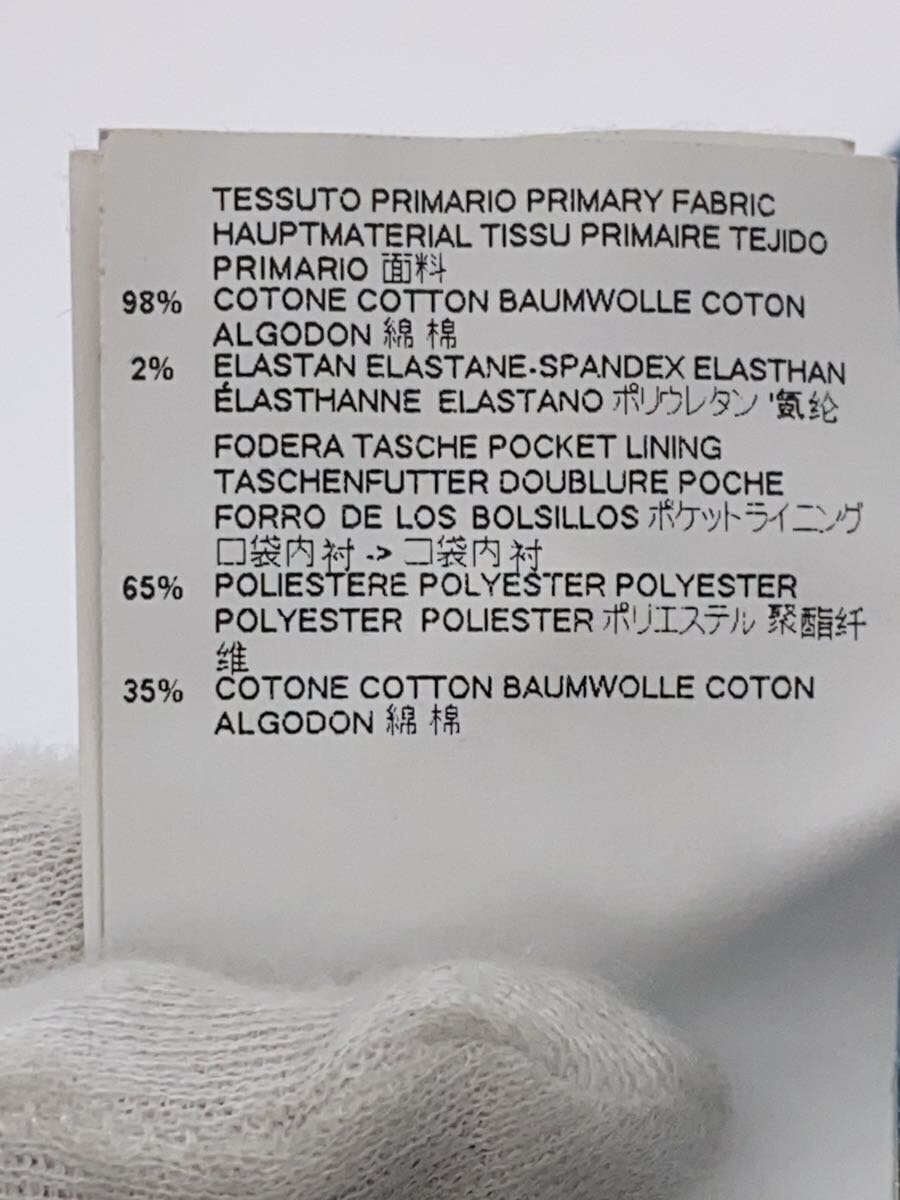 TESSUTO PRIMARIO PRIMARY FABRIC
HAUPTMATERIAL TISSU PRIMAIRE TEJIDO
PRIMARIO 面料
98% COTONE COTTON BAUMWOLLE COTON
ALGODON 綿 棉
2% ELASTAN ELASTANE-SPANDEX ELASTHAN
ÉLASTHANNE ELASTANO ポリウレタン '氨纶
FODERA TASCHE POCKET LINING
TASCHENFUTTER DOUBLURE POCHE
FORRO DE LOS BOLSILLOS ポケットライニング
口袋内衬 -> 口袋内衬
65% POLIESTERE POLYESTER POLYESTER
POLYESTER POLIESTER ポリエステル 聚酯纤
维
35% COTONE COTTON BAUMWOLLE COTON
ALGODON 綿 棉